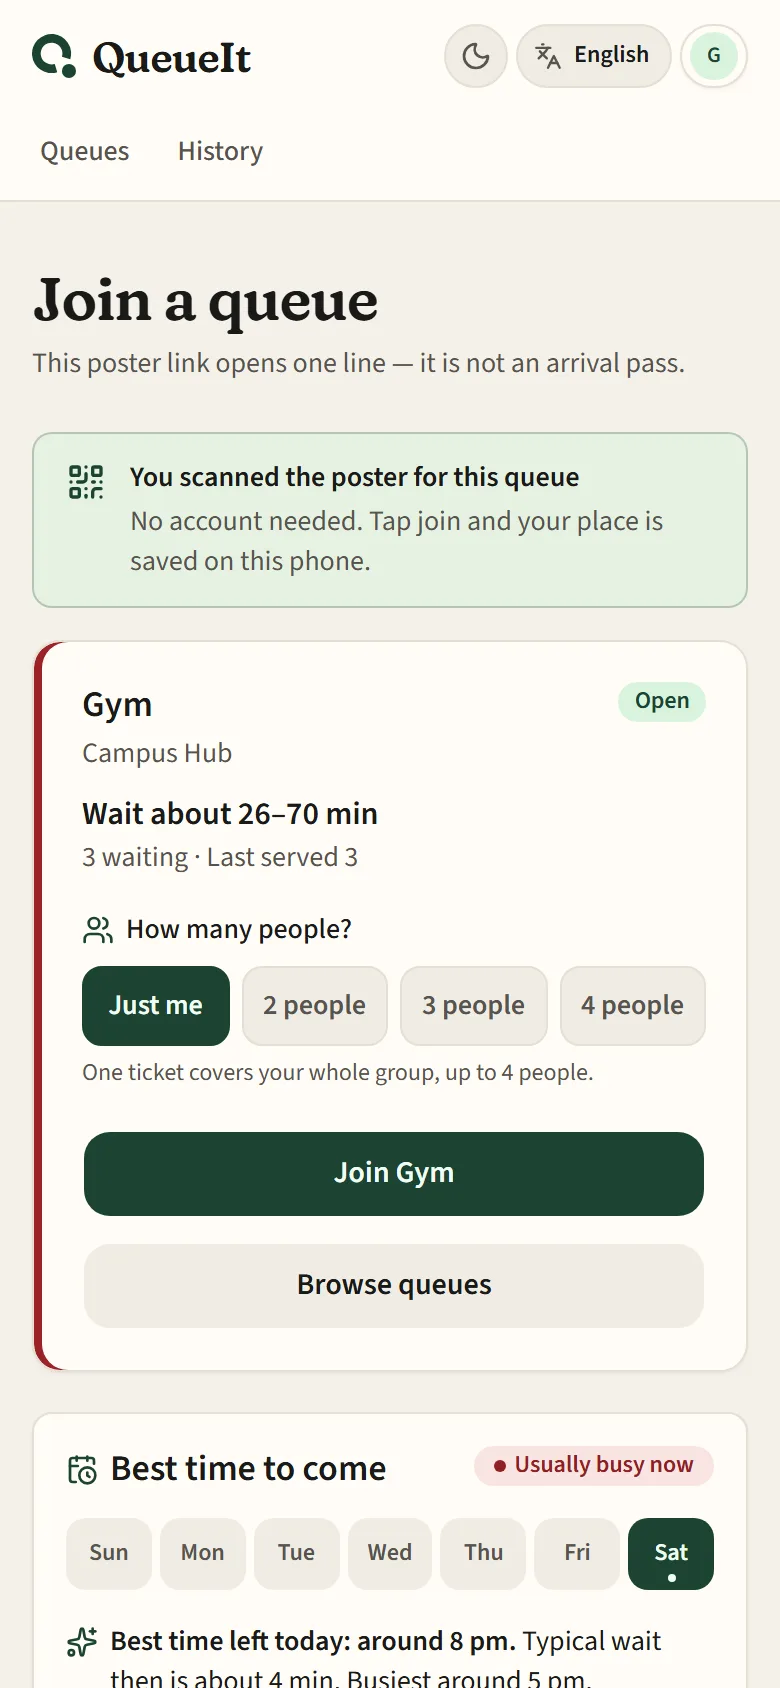 QueueIt
English
G
Queues
History
Join a queue
This poster link opens one line — it is not an arrival pass.
You scanned the poster for this queue
No account needed. Tap join and your place is
saved on this phone.
Gym
Open
Campus Hub
Wait about 26–70 min
3 waiting · Last served 3
How many people?
Just me
2 people
3 people
4 people
One ticket covers your whole group, up to 4 people.
Join Gym
Browse queues
Best time to come
Usually busy now
Sun
Mon
Tue
Wed
Thu
Fri
Sat
Best time left today: around 8 pm. Typical wait
then is about 4 min. Busiest around 5 pm.